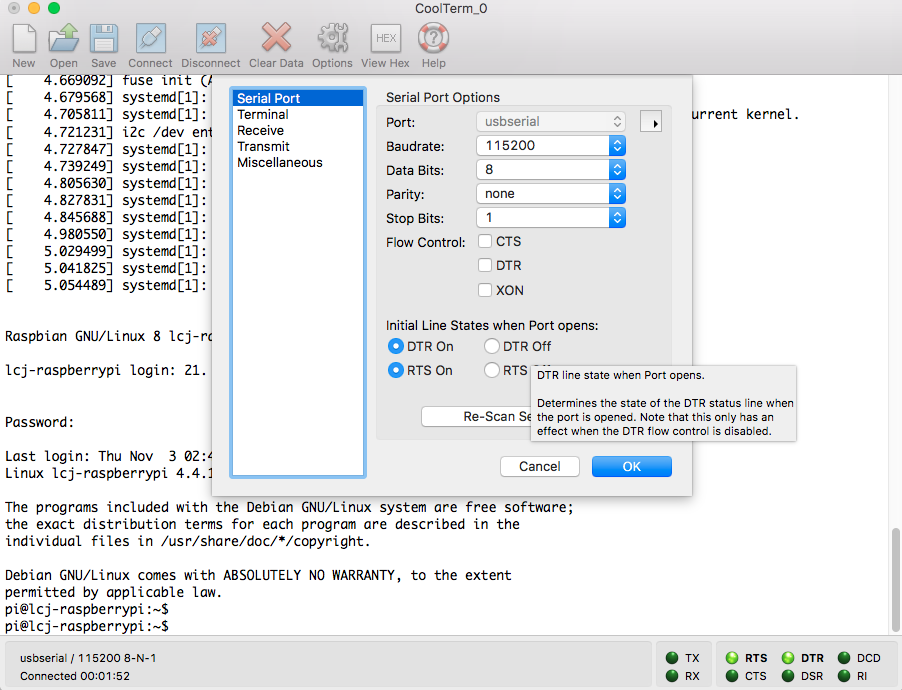 CoolTerm_0
New Open Save Connect Disconnect Clear Data Options View Hex Help
HEX
[    4.669092] fuse init (A
[    4.679568] systemd[1]:
[    4.705811] systemd[1]: urrent kernel.
[    4.721231] i2c /dev ent
[    4.727847] systemd[1]:
[    4.739249] systemd[1]:
[    4.805630] systemd[1]:
[    4.827831] systemd[1]:
[    4.845688] systemd[1]:
[    4.980550] systemd[1]:
[    5.029499] systemd[1]:
[    5.041825] systemd[1]:
[    5.054489] systemd[1]:
Raspbian GNU/Linux 8 lcj-ra
lcj-raspberrypi login: 21.
Password:
Last login: Thu Nov  3 02:4
Linux lcj-raspberrypi 4.4.1
The programs included with the Debian GNU/Linux system are free software;
the exact distribution terms for each program are described in the
individual files in /usr/share/doc/*/copyright.
Debian GNU/Linux comes with ABSOLUTELY NO WARRANTY, to the extent
permitted by applicable law.
pi@lcj-raspberrypi:~$
pi@lcj-raspberrypi:~$
Serial Port
Terminal
Receive
Transmit
Miscellaneous
Serial Port Options
Port: usbserial
Baudrate: 115200
Data Bits: 8
Parity: none
Stop Bits: 1
Flow Control: CTS
DTR
XON
Initial Line States when Port opens:
DTR On DTR Off
RTS On RTS
Re-Scan Se
DTR line state when Port opens.
Determines the state of the DTR status line when
the port is opened. Note that this only has an
effect when the DTR flow control is disabled.
Cancel OK
usbserial / 115200 8-N-1
Connected 00:01:52
TX RTS DTR DCD
RX CTS DSR RI